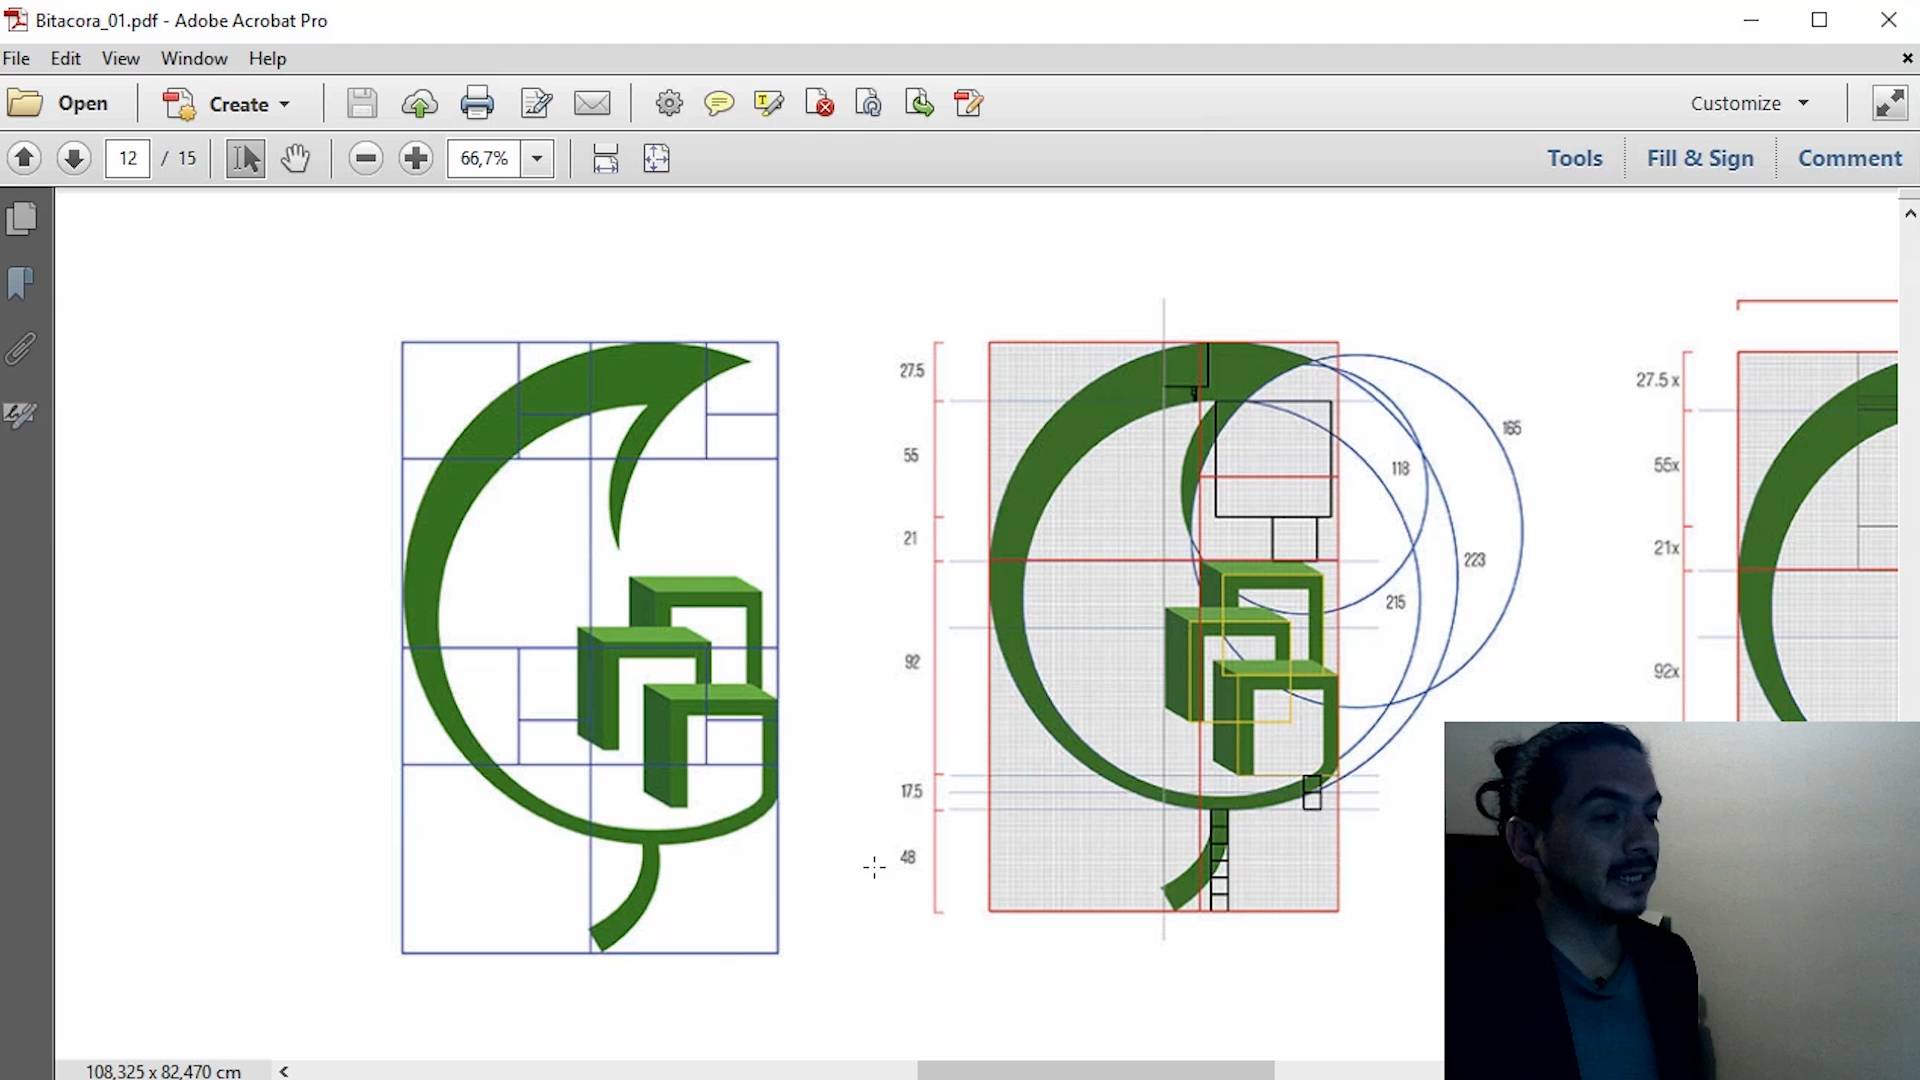 Bitacora_01.pdf - Adobe Acrobat Pro
File Edit View Window Help
Open Create Customize
12 / 15 66,7% Tools Fill & Sign Comment
27.5
55
21
92
17.5
48
165
118
223
215
27.5 x
55x
21x
92x
108,325 x 82,470 cm